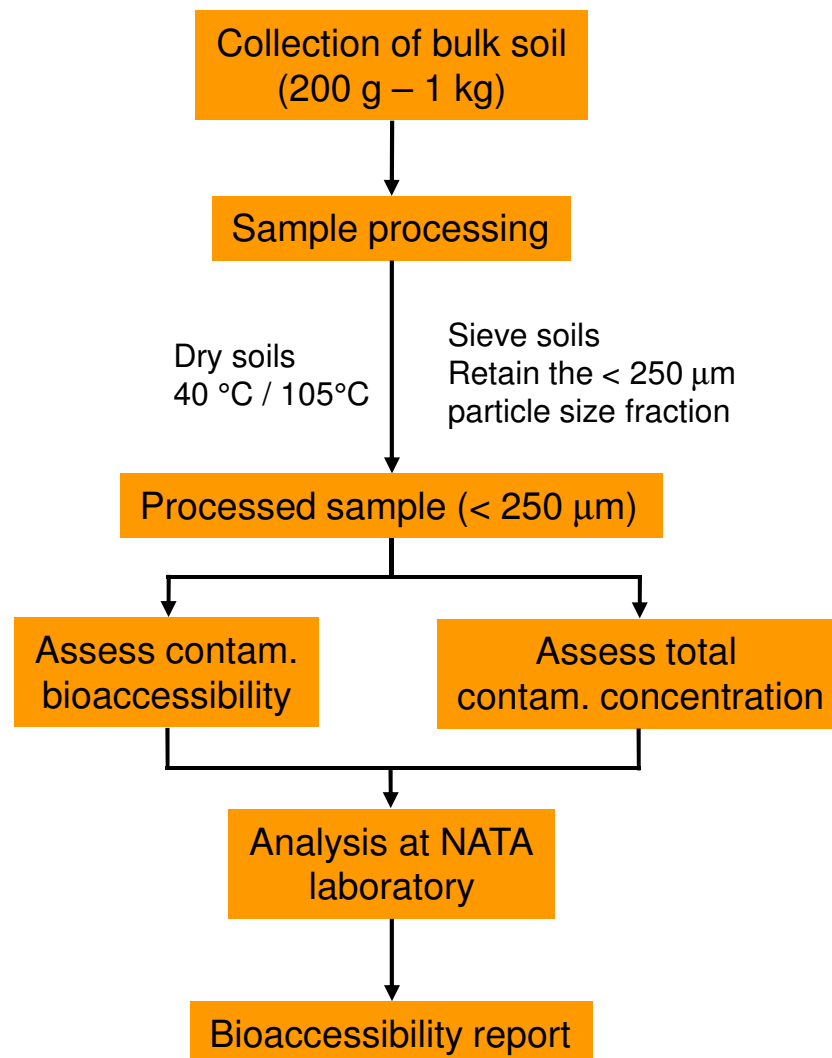 Collection of bulk soil
(200 g – 1 kg)
Sample processing
Dry soils
40 °C / 105°C
Sieve soils
Retain the < 250 μm
particle size fraction
Processed sample (< 250 μm)
Assess contam.
bioaccessibility
Assess total
contam. concentration
Analysis at NATA
laboratory
Bioaccessibility report